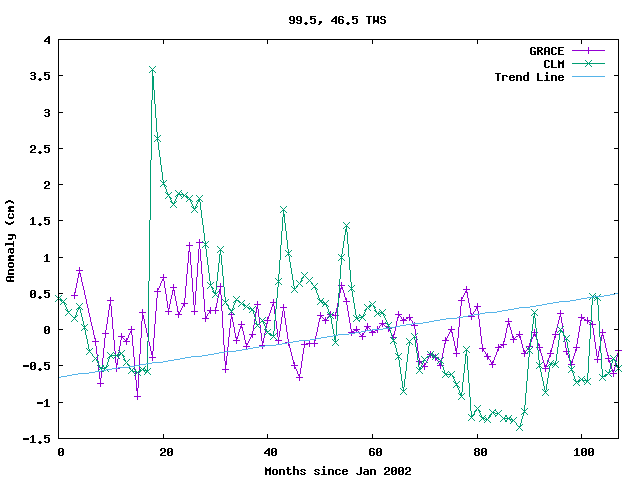 99.5, 46.5 TWS
GRACE
CLM
Trend Line
4
3.5
3
2.5
2
1.5
1
0.5
0
-0.5
-1
-1.5
Anomaly (cm)
0 20 40 60 80 100
Months since Jan 2002